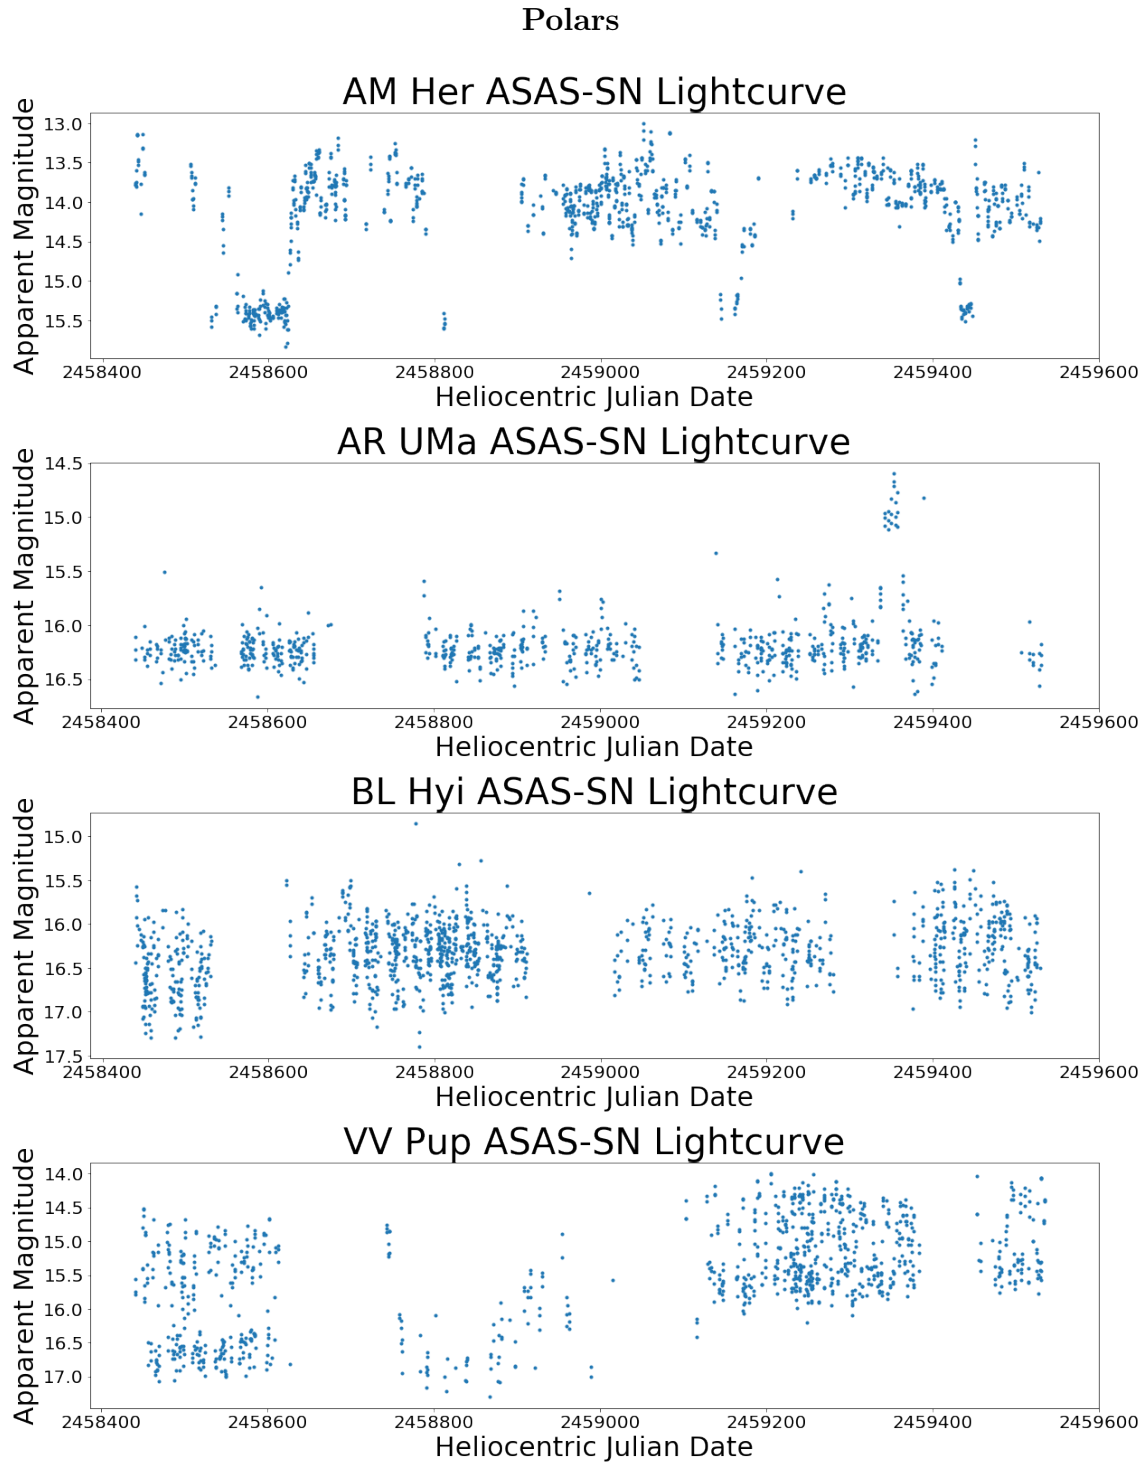 Polars
AM Her ASAS-SN Lightcurve
Apparent Magnitude
13.0
13.5
14.0
14.5
15.0
15.5
2458400 2458600 2458800 2459000 2459200 2459400 2459600
Heliocentric Julian Date
AR UMa ASAS-SN Lightcurve
Apparent Magnitude
14.5
15.0
15.5
16.0
16.5
2458400 2458600 2458800 2459000 2459200 2459400 2459600
Heliocentric Julian Date
BL Hyi ASAS-SN Lightcurve
Apparent Magnitude
15.0
15.5
16.0
16.5
17.0
17.5
2458400 2458600 2458800 2459000 2459200 2459400 2459600
Heliocentric Julian Date
VV Pup ASAS-SN Lightcurve
Apparent Magnitude
14.0
14.5
15.0
15.5
16.0
16.5
17.0
2458400 2458600 2458800 2459000 2459200 2459400 2459600
Heliocentric Julian Date